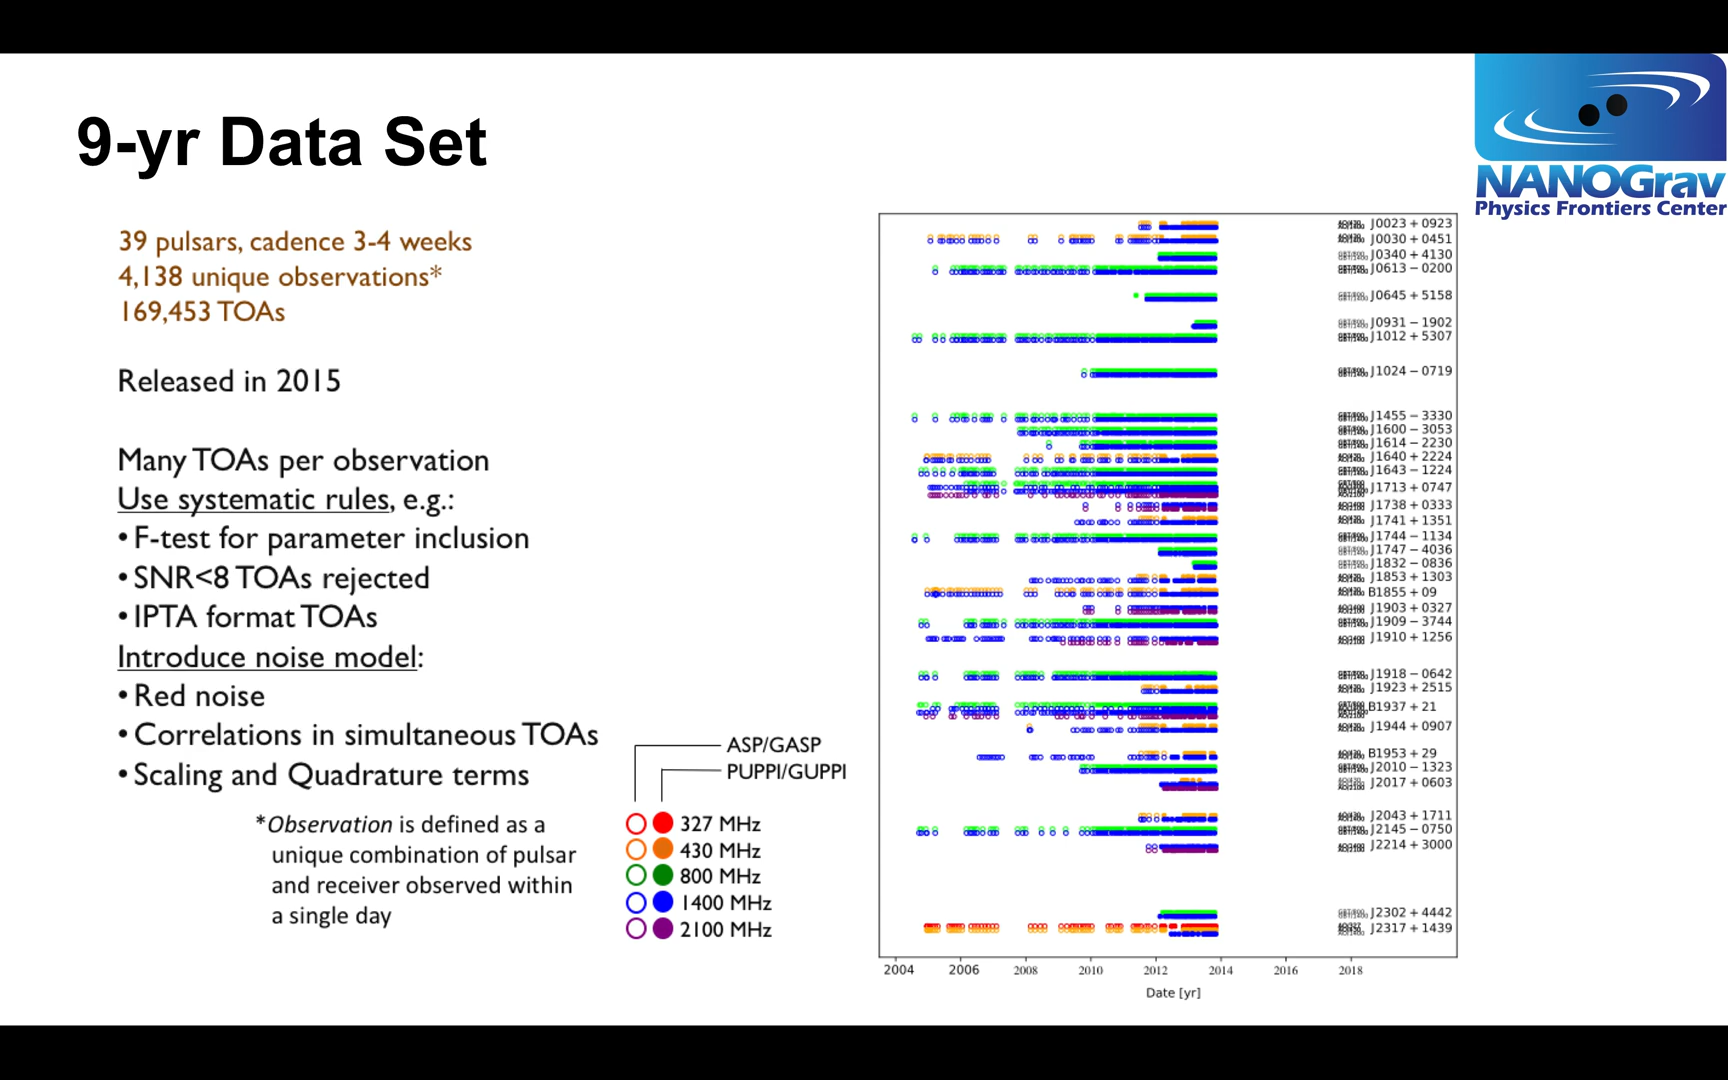 9-yr Data Set
NANOGrav
Physics Frontiers Center
39 pulsars, cadence 3-4 weeks
4,138 unique observations*
169,453 TOAs
Released in 2015
Many TOAs per observation
Use systematic rules, e.g.:
• F-test for parameter inclusion
• SNR<8 TOAs rejected
• IPTA format TOAs
Introduce noise model:
• Red noise
• Correlations in simultaneous TOAs
• Scaling and Quadrature terms
*Observation is defined as a
unique combination of pulsar
and receiver observed within
a single day
ASP/GASP
PUPPI/GUPPI
327 MHz
430 MHz
800 MHz
1400 MHz
2100 MHz
J0023 + 0923
J0030 + 0451
J0340 + 4130
J0613 − 0200
J0645 + 5158
J0931 − 1902
J1012 + 5307
J1024 − 0719
J1455 − 3330
J1600 − 3053
J1614 − 2230
J1640 + 2224
J1643 − 1224
J1713 + 0747
J1738 + 0333
J1741 + 1351
J1744 − 1134
J1747 − 4036
J1832 − 0836
J1853 + 1303
B1855 + 09
J1903 + 0327
J1909 − 3744
J1910 + 1256
J1918 − 0642
J1923 + 2515
B1937 + 21
J1944 + 0907
B1953 + 29
J2010 − 1323
J2017 + 0603
J2043 + 1711
J2145 − 0750
J2214 + 3000
J2302 + 4442
J2317 + 1439
2004 2006 2008 2010 2012 2014 2016 2018
Date [yr]